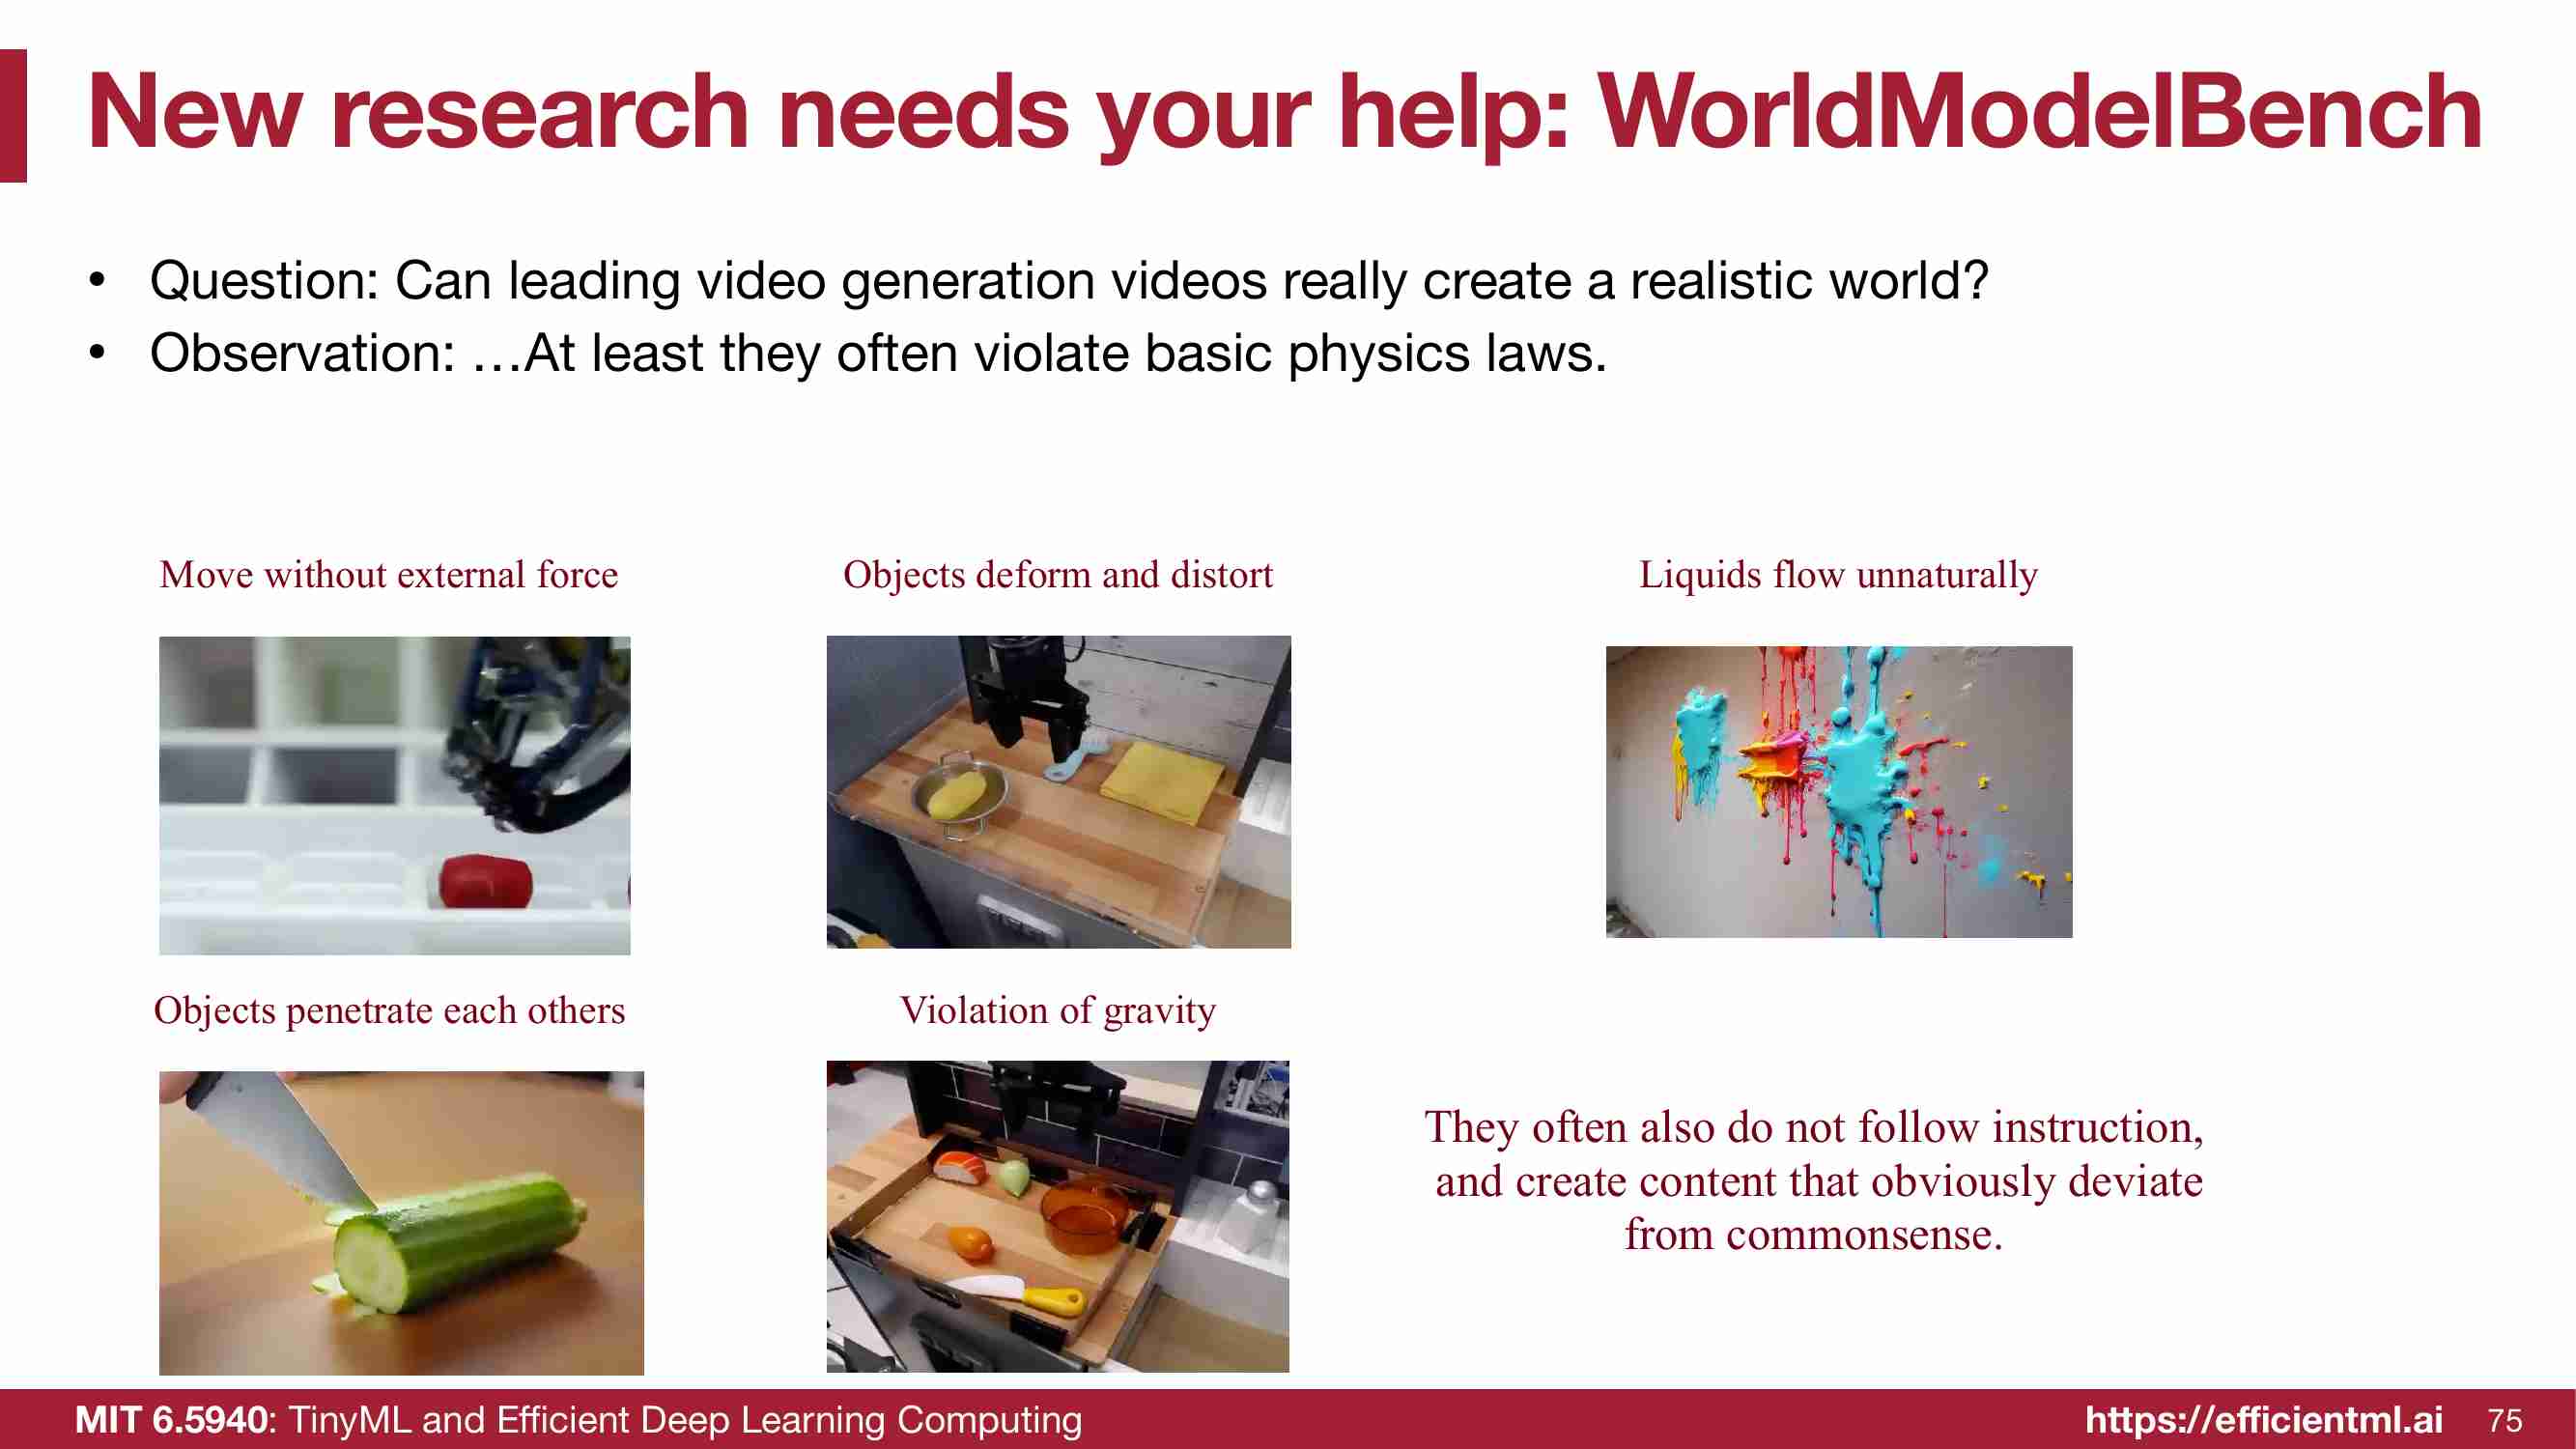 New research needs your help: WorldModelBench
• Question: Can leading video generation videos really create a realistic world?
• Observation: …At least they often violate basic physics laws.
Move without external force
Objects deform and distort
Liquids flow unnaturally
Objects penetrate each others
Violation of gravity
They often also do not follow instruction,
and create content that obviously deviate
from commonsense.
MIT 6.5940: TinyML and Efficient Deep Learning Computing
https://efficientml.ai
75